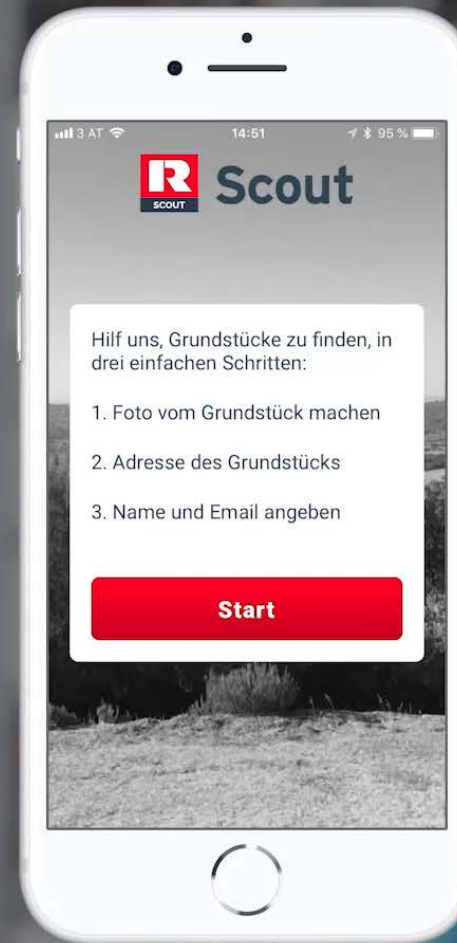 3 AT 14:51 95 %
R
SCOUT
Scout
Hilf uns, Grundstücke zu finden, in
drei einfachen Schritten:
1. Foto vom Grundstück machen
2. Adresse des Grundstücks
3. Name und Email angeben
Start